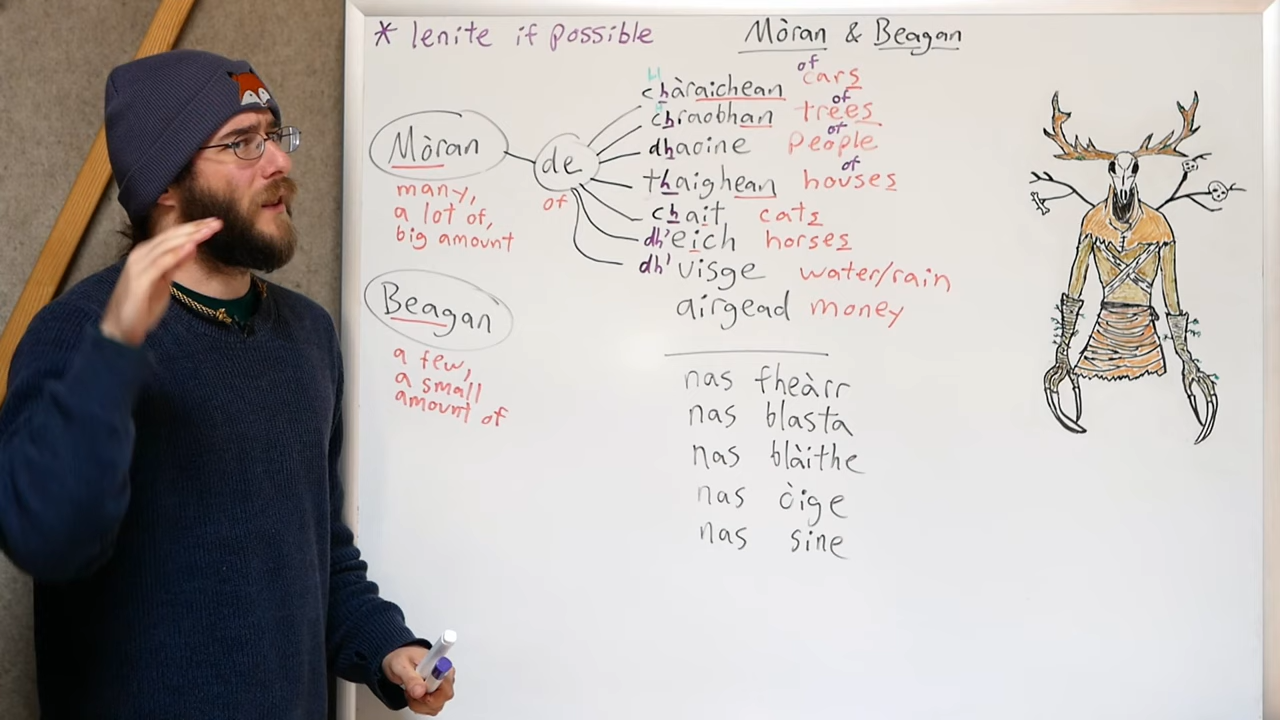 * lenite if possible
Mòran & Beagan
chàraichean of cars
chraobhan of trees
dhaoine of people
thaighean of houses
chait cats
dh'eich horses
dh'uisge water/rain
airgead money
Mòran
many,
a lot of,
big amount
de
of
Beagan
a few,
a small
amount of
nas fheàrr
nas blasta
nas blàithe
nas òige
nas sine